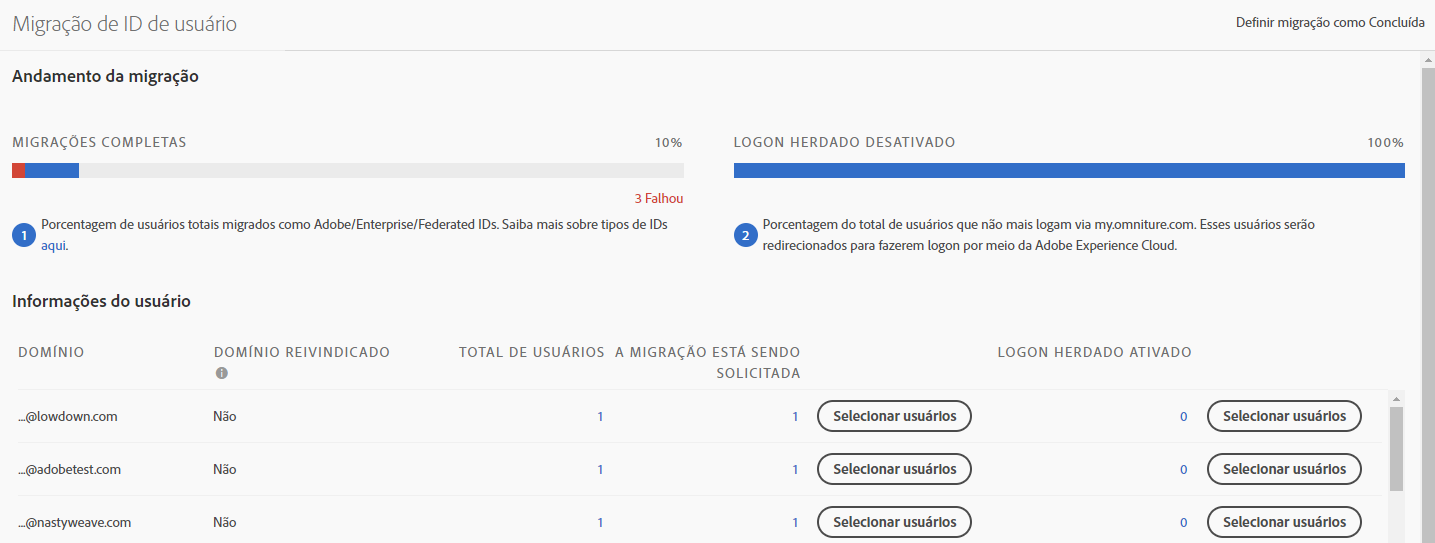 Migração de ID de usuário
Definir migração como Concluída
Andamento da migração
MIGRAÇÕES COMPLETAS
10%
LOGON HERDADO DESATIVADO
100%
3 Falhou
1
Porcentagem de usuários totais migrados como Adobe/Enterprise/Federated IDs. Saiba mais sobre tipos de IDs
aqui.
2
Porcentagem do total de usuários que não mais logam via my.omniture.com. Esses usuários serão
redirecionados para fazerem logon por meio da Adobe Experience Cloud.
Informações do usuário
DOMÍNIO
DOMÍNIO REIVINDICADO
TOTAL DE USUÁRIOS
A MIGRAÇÃO ESTÁ SENDO
SOLICITADA
LOGON HERDADO ATIVADO
...@lowdown.com Não 1 1 Selecionar usuários 0 Selecionar usuários
...@adobetest.com Não 1 1 Selecionar usuários 0 Selecionar usuários
...@nastyweave.com Não 1 1 Selecionar usuários 0 Selecionar usuários